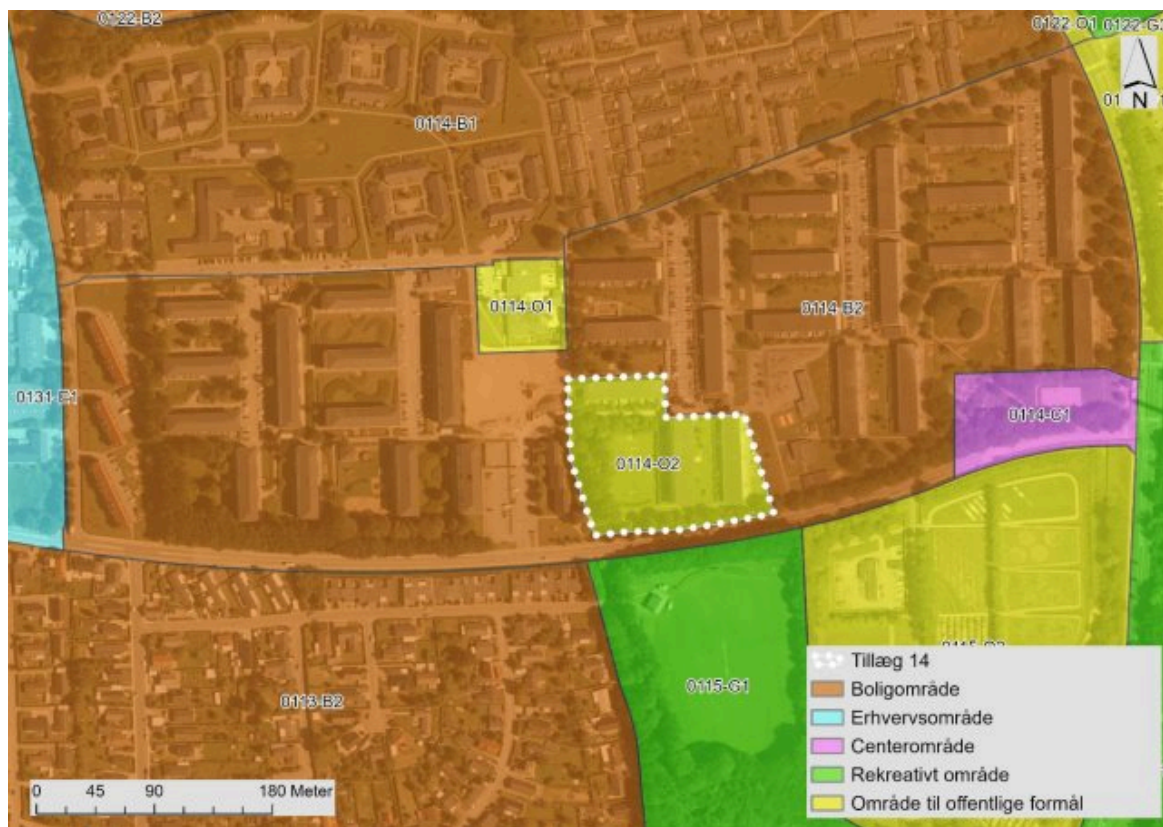 0122-B2
0122-O1 0122-G2
N
0114-B1
0114-O1
0114-B2
0131-E1
0114-C1
0114-O2
0113-B2
0115-G1
Tillæg 14
Boligområde
Erhvervsområde
Centerområde
Rekreativt område
Område til offentlige formål
0 45 90 180 Meter